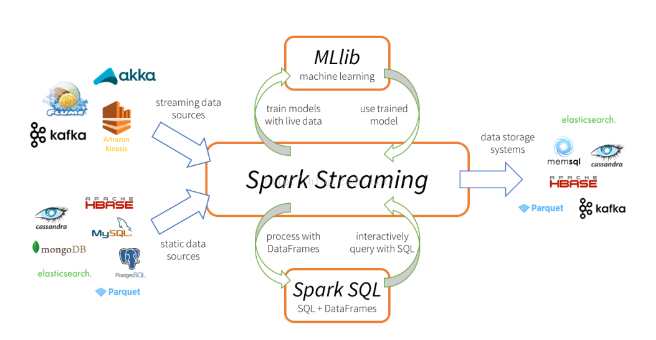 MLlib
machine learning
akka
FLUME
streaming data
sources
train models
with live data
use trained
model
kafka
Amazon
Kinesis
elasticsearch.
data storage
systems
memsql
cassandra
Spark Streaming
APACHE
HBASE
Parquet
kafka
APACHE
HBASE
cassandra
MySQL
mongoDB
static data
sources
PostgreSQL
elasticsearch.
Parquet
process with
DataFrames
interactively
query with SQL
Spark SQL
SQL + DataFrames